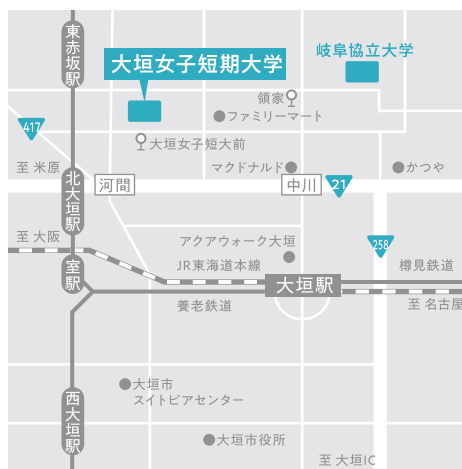 東赤坂駅
大垣女子短期大学
岐阜協立大学
領家
ファミリーマート
417
大垣女子短大前
至 米原
マクドナルド
かつや
北大垣駅
河間
中川
21
至 大阪
アクアウォーク大垣
258
室駅
JR東海道本線
樽見鉄道
大垣駅
養老鉄道
至 名古屋
大垣市
スイトピアセンター
西大垣駅
大垣市役所
至 大垣IC